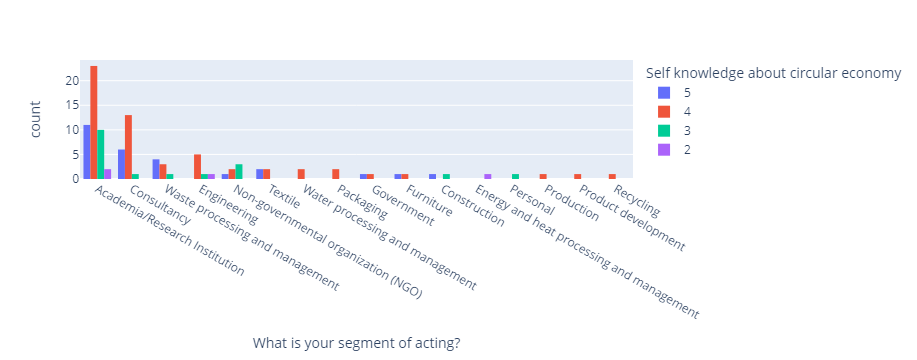 Self knowledge about circular economy
5
4
3
2
count
20
15
10
5
0
Academia/Research Institution
Consultancy
Waste processing and management
Engineering
Non-governmental organization (NGO)
Textile
Water processing and management
Packaging
Government
Furniture
Construction
Energy and heat processing and management
Personal
Production
Product development
Recycling
What is your segment of acting?